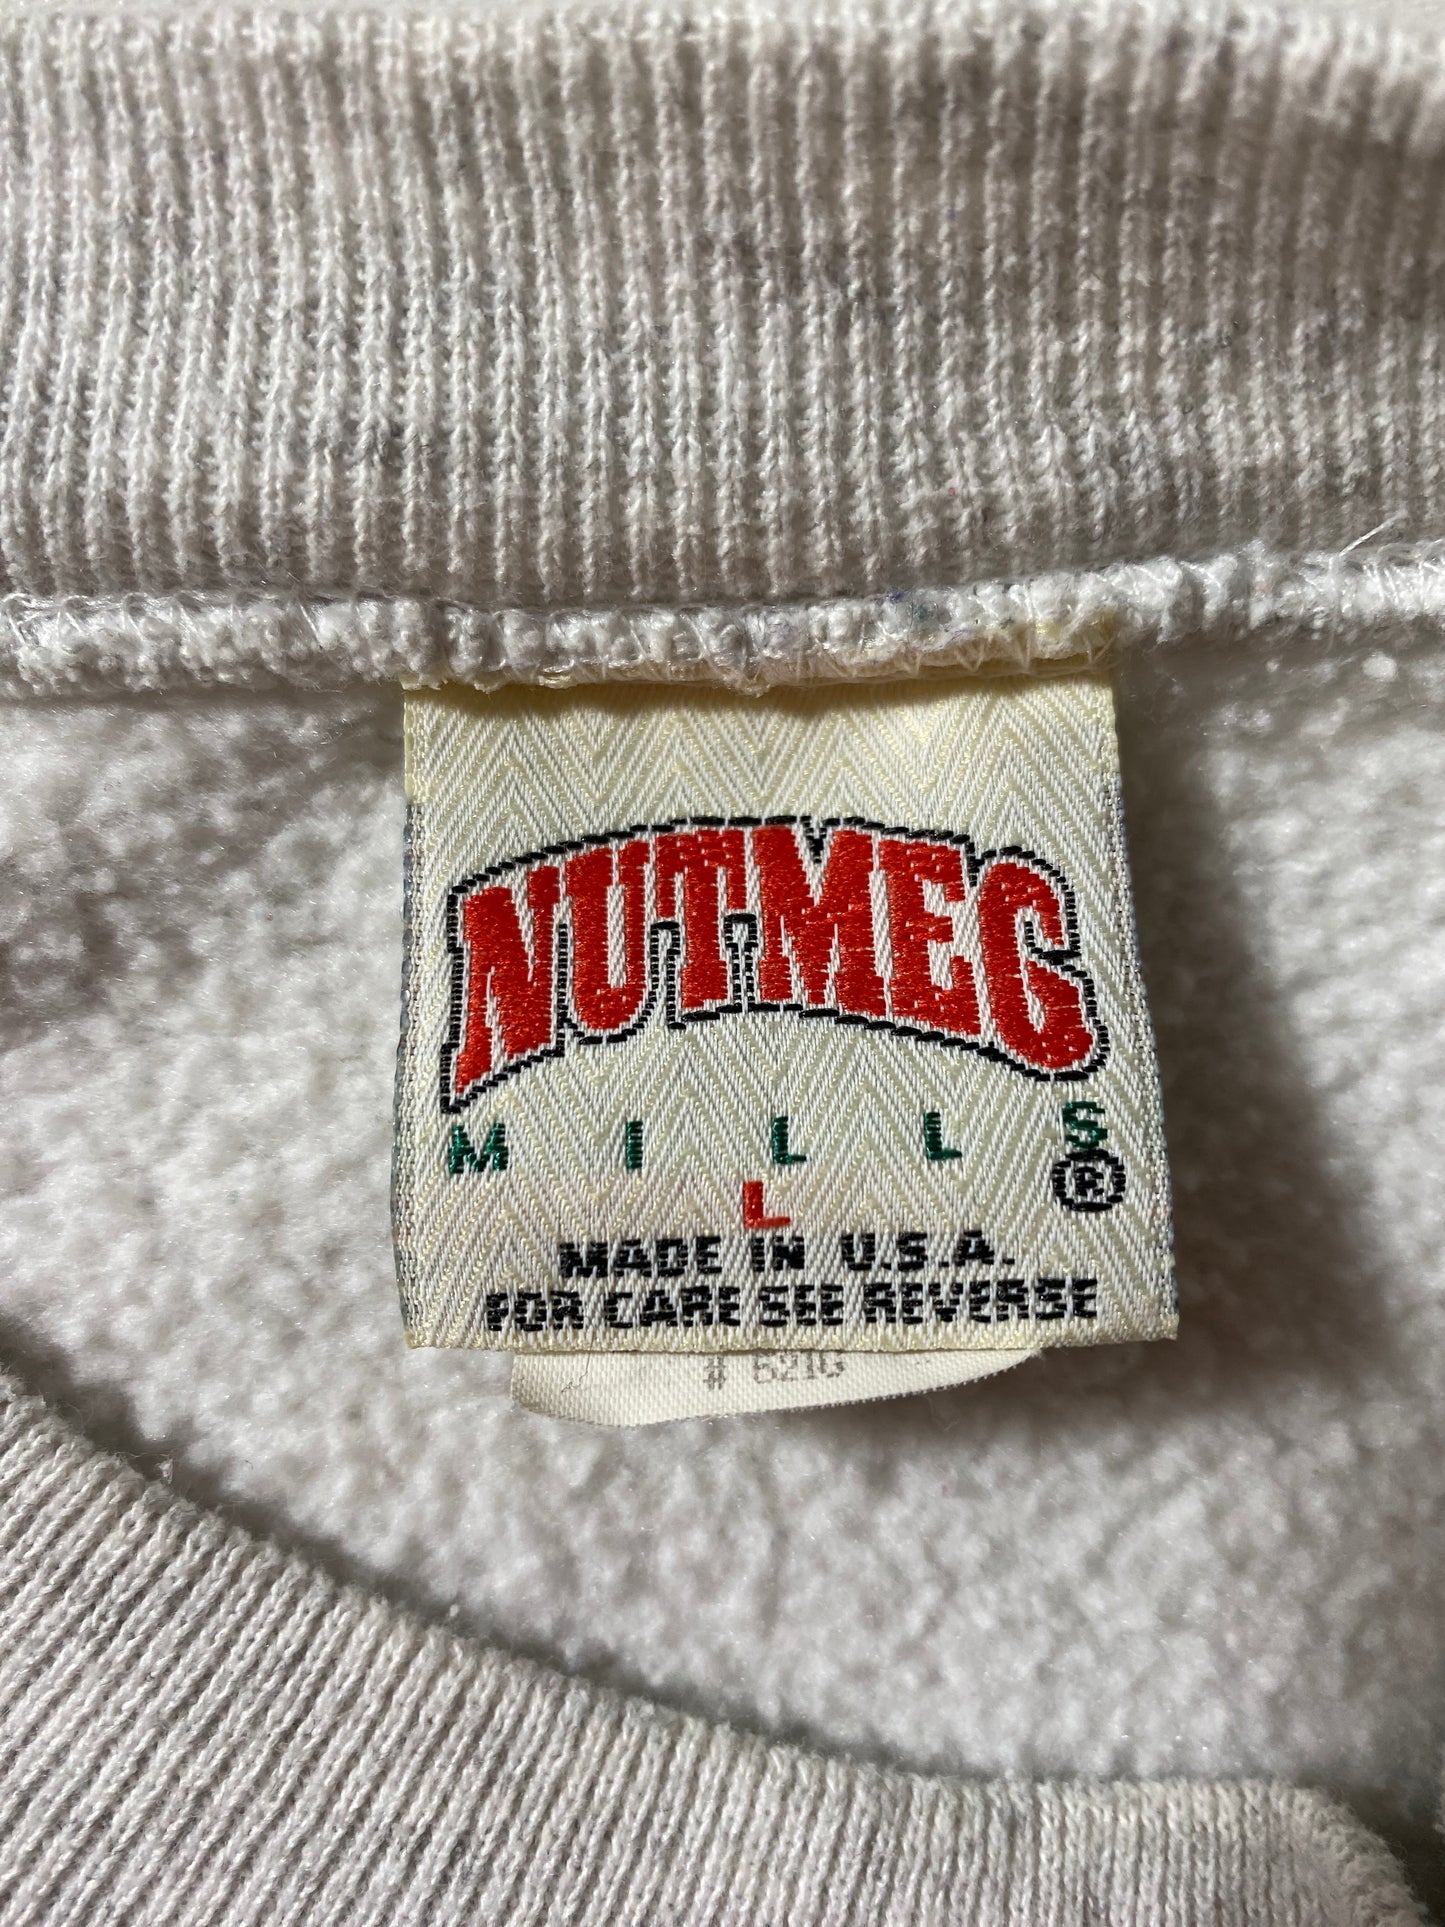 NUTMEG
MILLS
®
L
MADE IN U.S.A.
FOR CARE SEE REVERSE
#